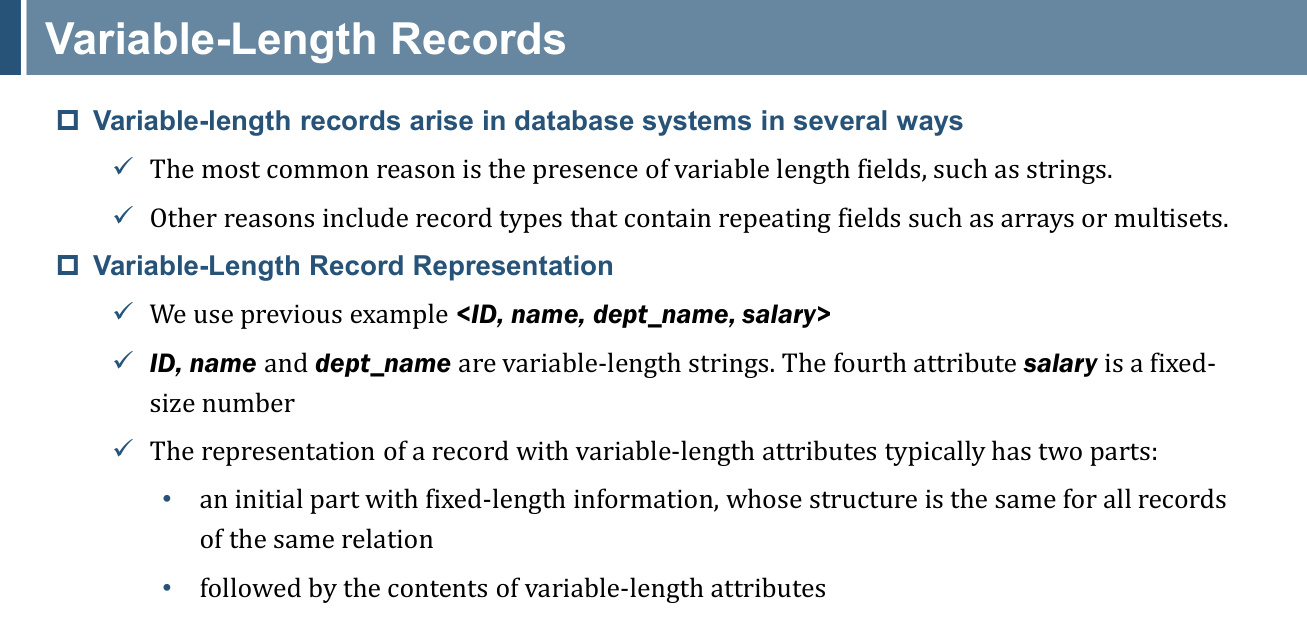 Variable-Length Records
Variable-length records arise in database systems in several ways
✓ The most common reason is the presence of variable length fields, such as strings.
✓ Other reasons include record types that contain repeating fields such as arrays or multisets.
Variable-Length Record Representation
✓ We use previous example <ID, name, dept_name, salary>
✓ ID, name and dept_name are variable-length strings. The fourth attribute salary is a fixed-
size number
✓ The representation of a record with variable-length attributes typically has two parts:
• an initial part with fixed-length information, whose structure is the same for all records
of the same relation
• followed by the contents of variable-length attributes